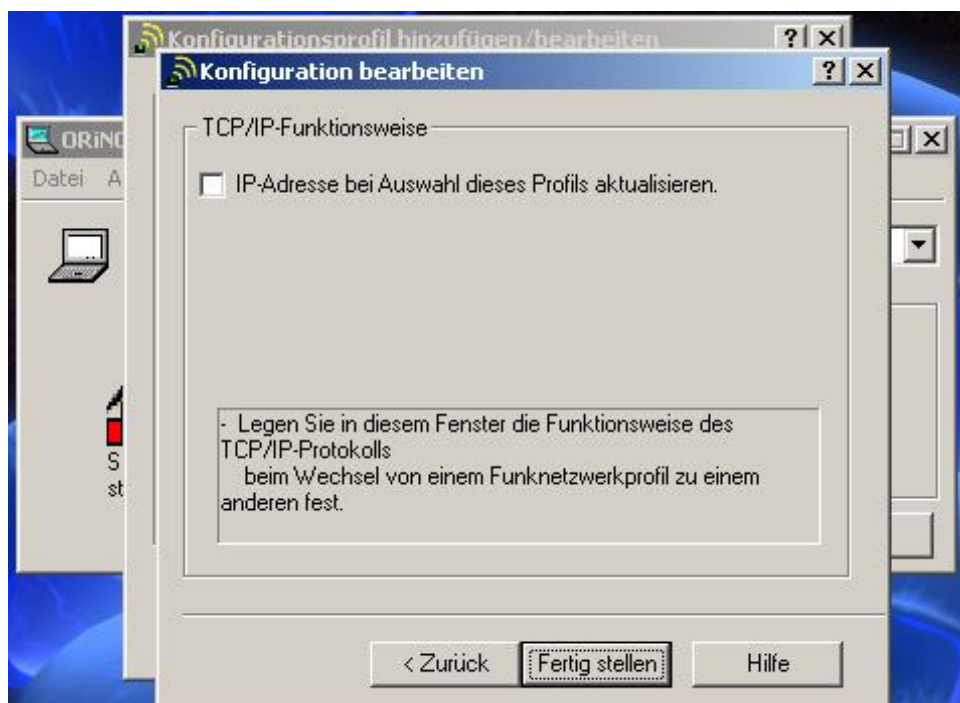 Konfigurationsprofil hinzufügen/bearbeiten
Konfiguration bearbeiten
ORiNO
Datei A
TCP/IP-Funktionsweise
IP-Adresse bei Auswahl dieses Profils aktualisieren.
- Legen Sie in diesem Fenster die Funktionsweise des
TCP/IP-Protokolls
beim Wechsel von einem Funknetzwerkprofil zu einem
anderen fest.
S
st
< Zurück Fertig stellen Hilfe